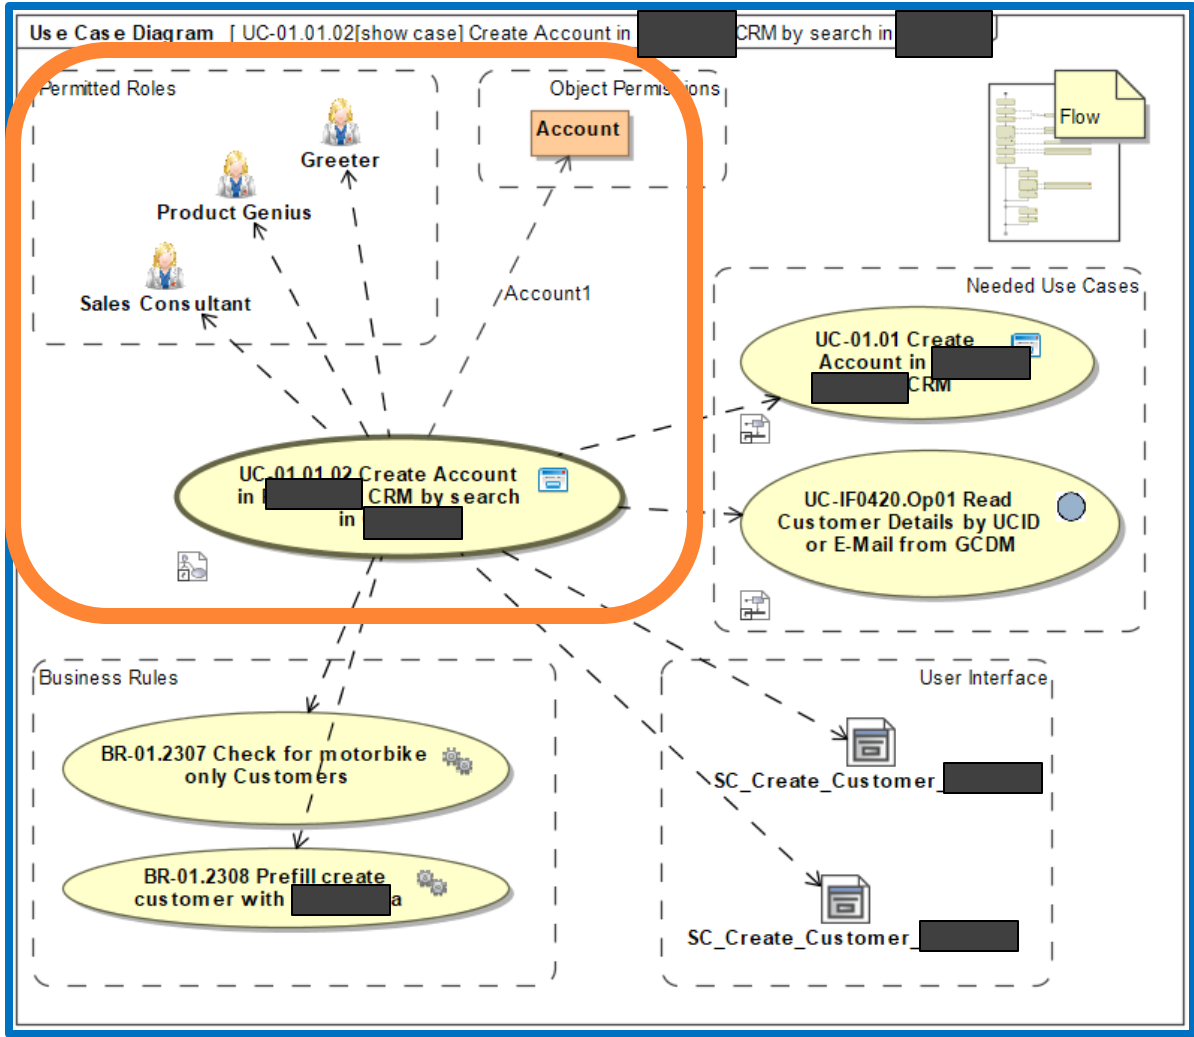 Use Case Diagram [ UC-01.01.02[show case] Create Account in CRM by search in
Permitted Roles
Greeter
Product Genius
Sales Consultant
Object Permissions
Account
Flow
Account1
Needed Use Cases
UC-01.01 Create
Account in
CRM
UC-01.01.02 Create Account
in CRM by search
in
UC-IF0420.Op01 Read
Customer Details by UCID
or E-Mail from GCDM
Business Rules
BR-01.2307 Check for motorbike
only Customers
BR-01.2308 Prefill create
customer with
User Interface
SC_Create_Customer_
SC_Create_Customer_